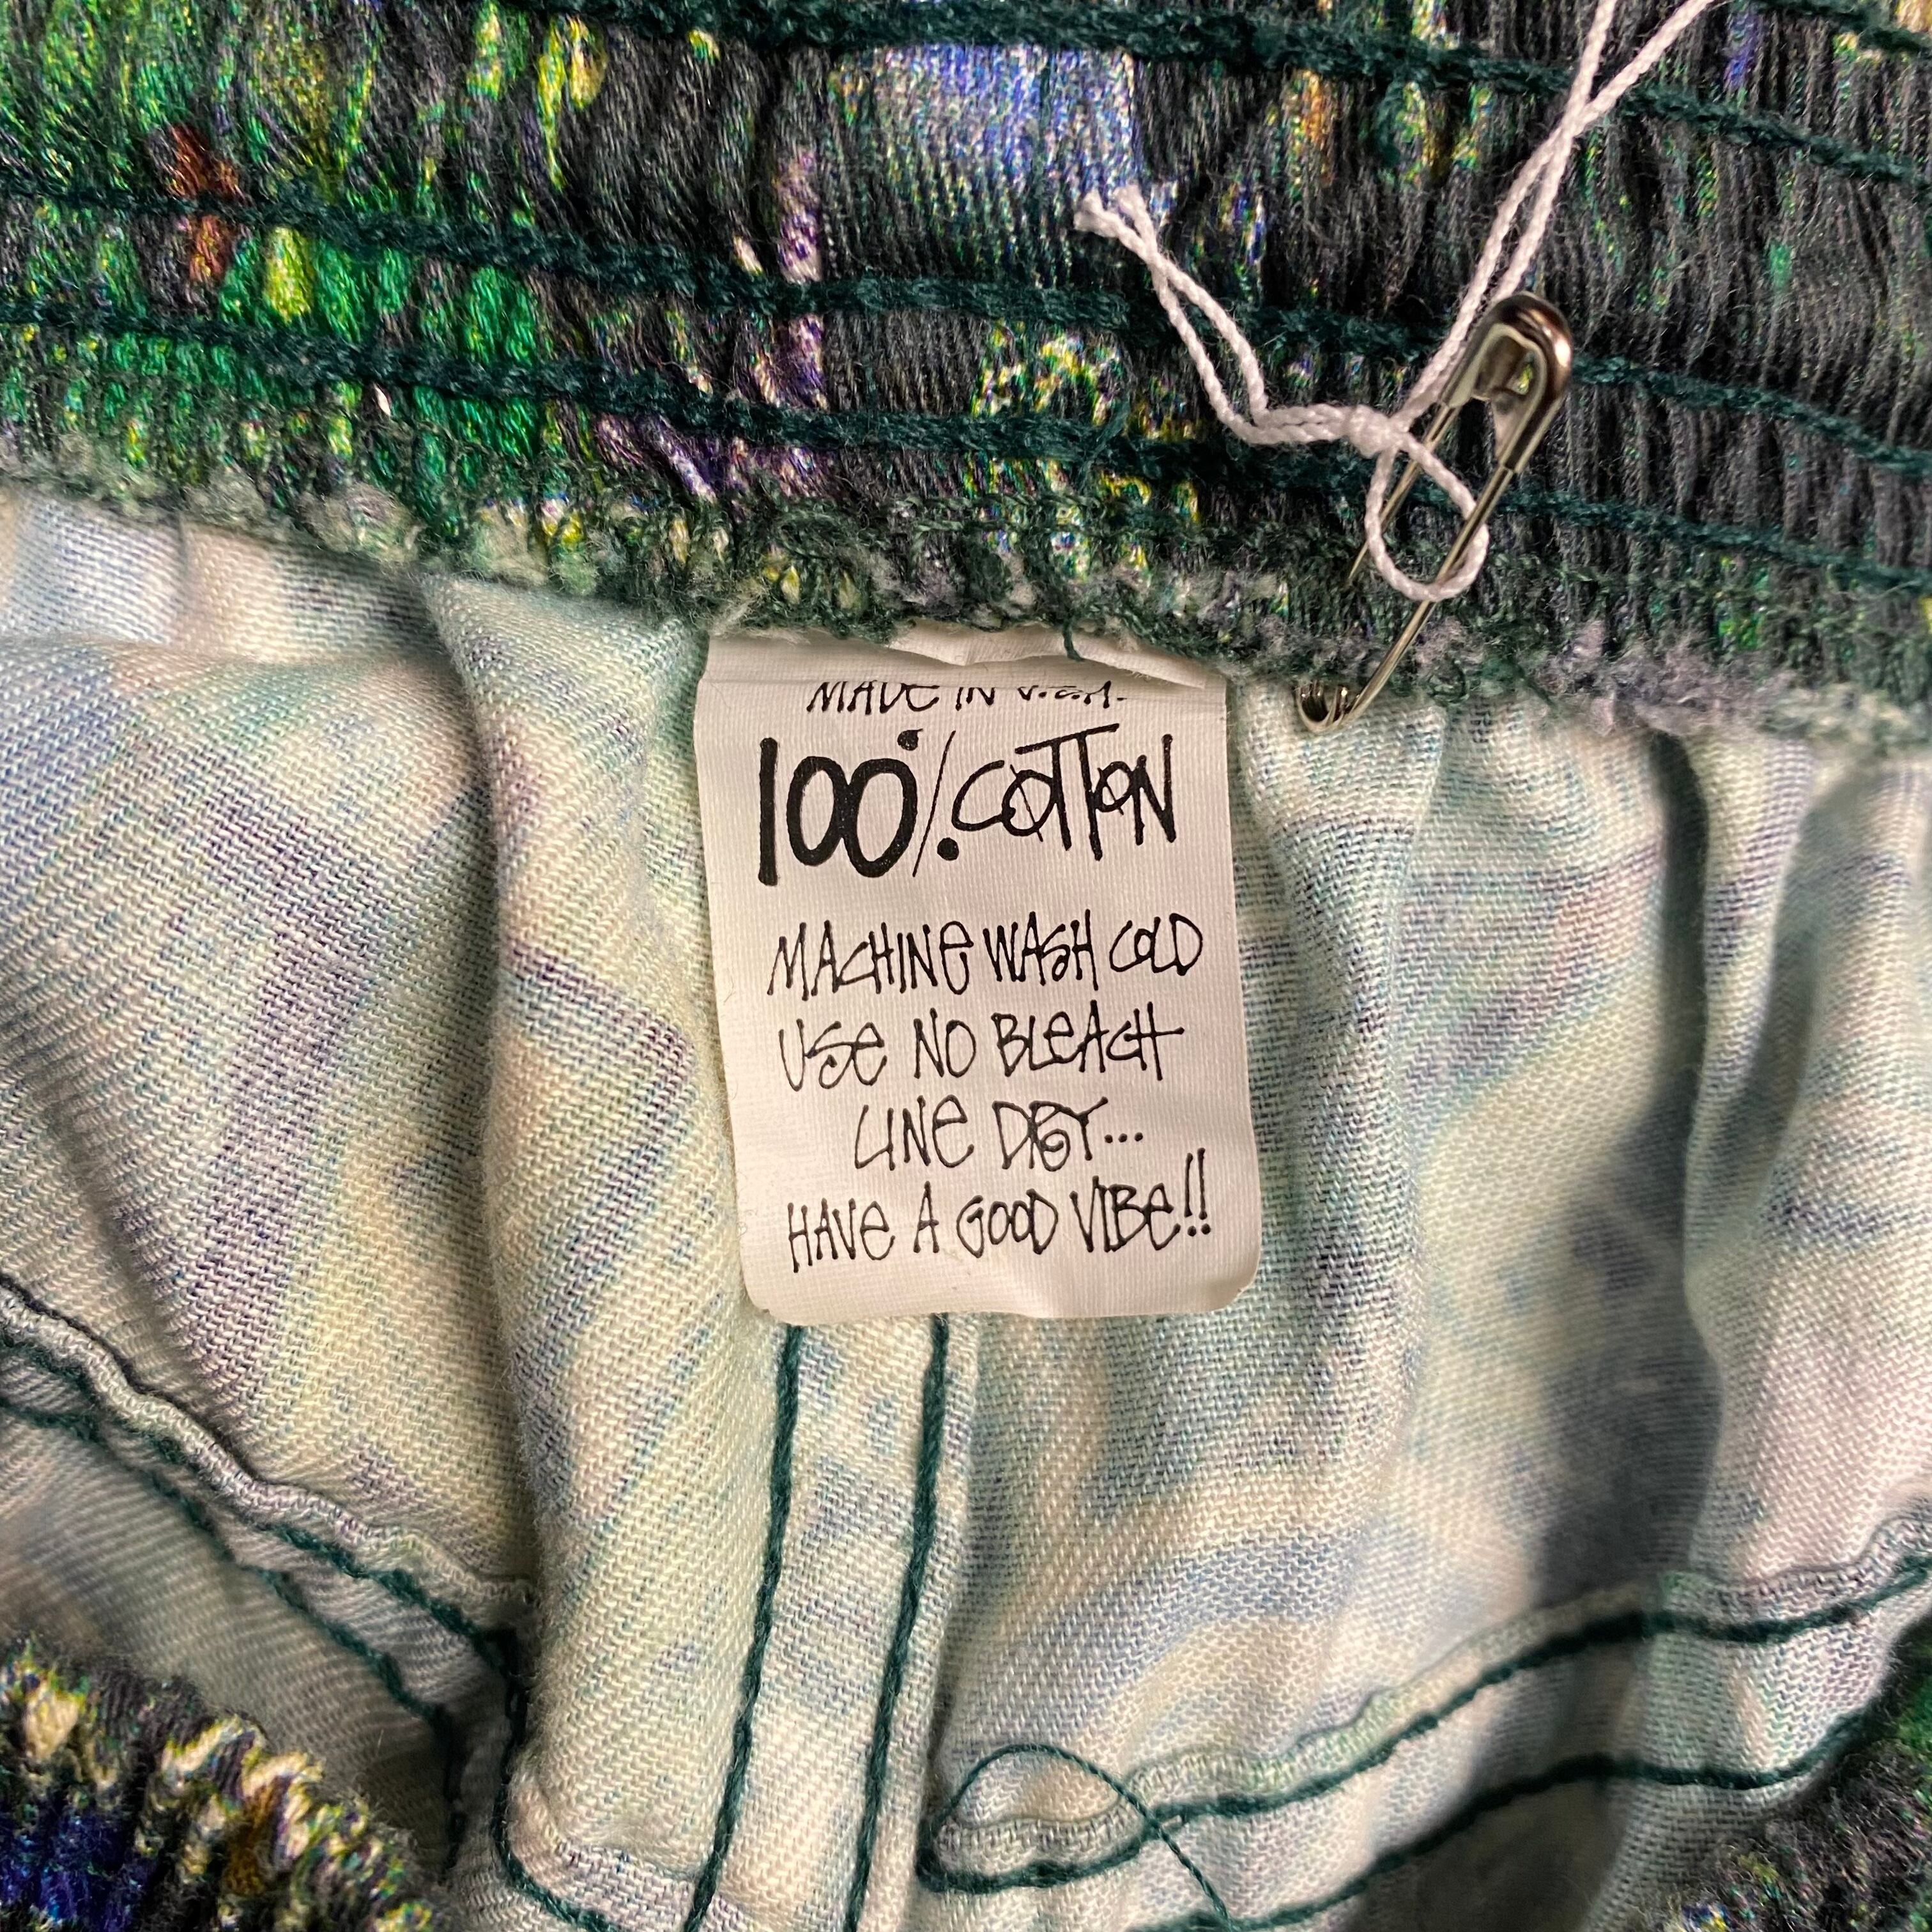 MADE IN U.S.A.
100% COTTON
MACHINE WASH COLD
USE NO BLEACH
LINE DRY...
HAVE A GOOD VIBE!!